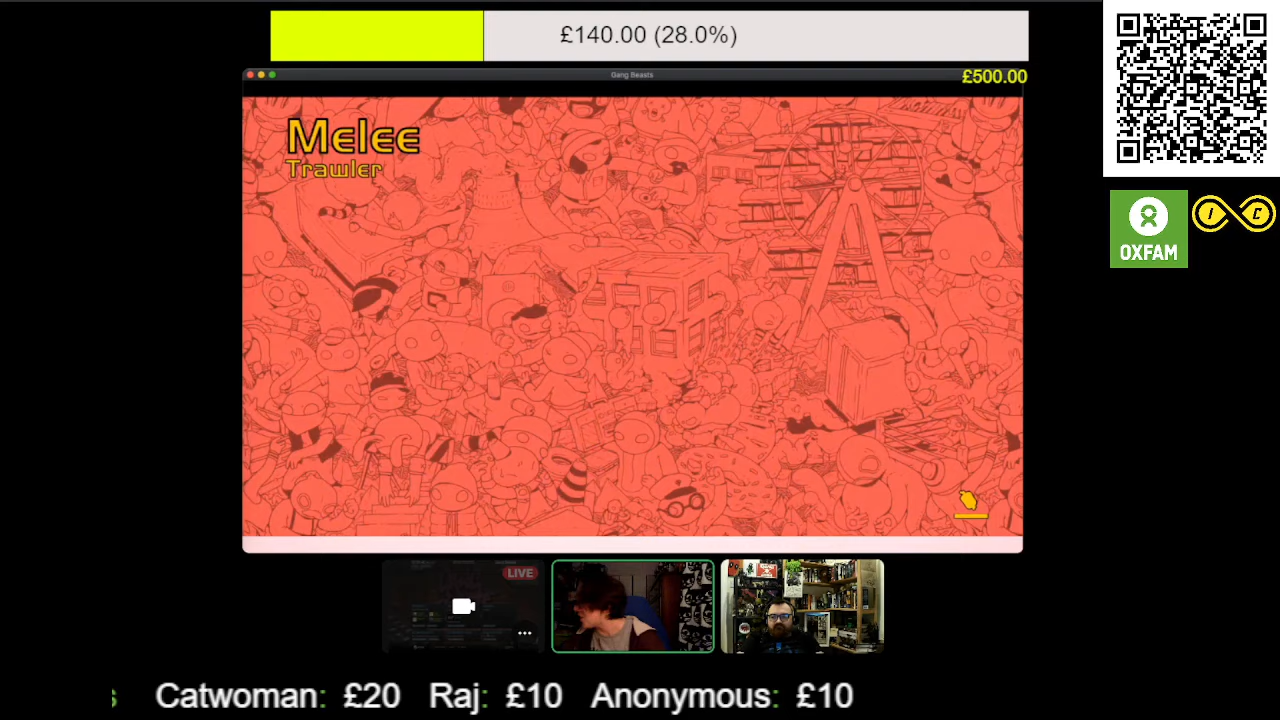 £140.00 (28.0%)
Gang Beasts
£500.00
Melee
Trawler
OXFAM
I C
LIVE
Catwoman: £20 Raj: £10 Anonymous: £10